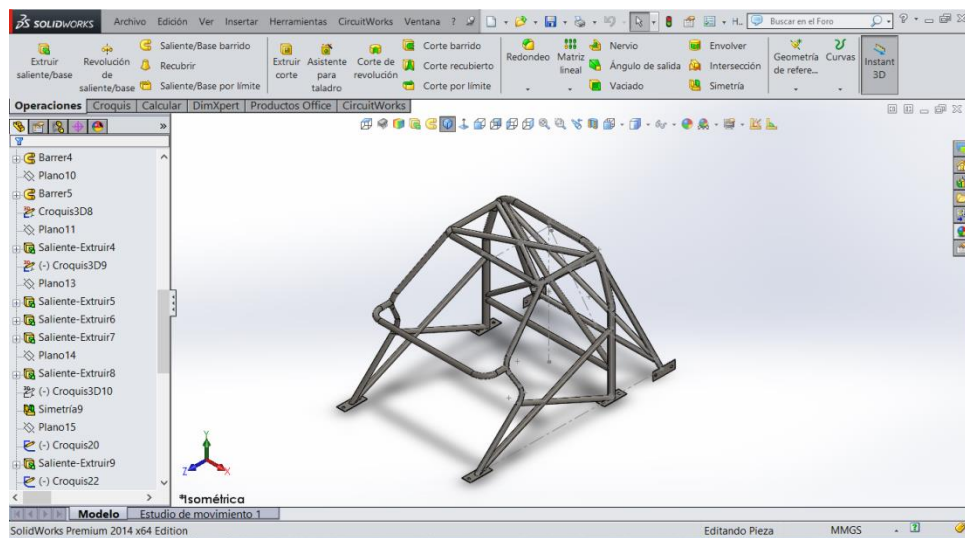 SOLIDWORKS Archivo Edición Ver Insertar Herramientas CircuitWorks Ventana ? H... Buscar en el Foro
Extruir saliente/base
Revolución de saliente/base
Saliente/Base barrido
Recubrir
Saliente/Base por límite
Extruir corte
Asistente para taladro
Corte de revolución
Corte barrido
Corte recubierto
Corte por límite
Redondeo
Matriz lineal
Nervio
Ángulo de salida
Vaciado
Envolver
Intersección
Simetría
Geometría de refere...
Curvas
Instant 3D
Operaciones Croquis Calcular DimXpert Productos Office CircuitWorks
Barrer4
Plano10
Barrer5
Croquis3D8
Plano11
Saliente-Extruir4
(-) Croquis3D9
Plano13
Saliente-Extruir5
Saliente-Extruir6
Saliente-Extruir7
Plano14
Saliente-Extruir8
(-) Croquis3D10
Simetría9
Plano15
(-) Croquis20
Saliente-Extruir9
(-) Croquis22
Y
Z
X
*Isométrica
Modelo Estudio de movimiento 1
SolidWorks Premium 2014 x64 Edition Editando Pieza MMGS